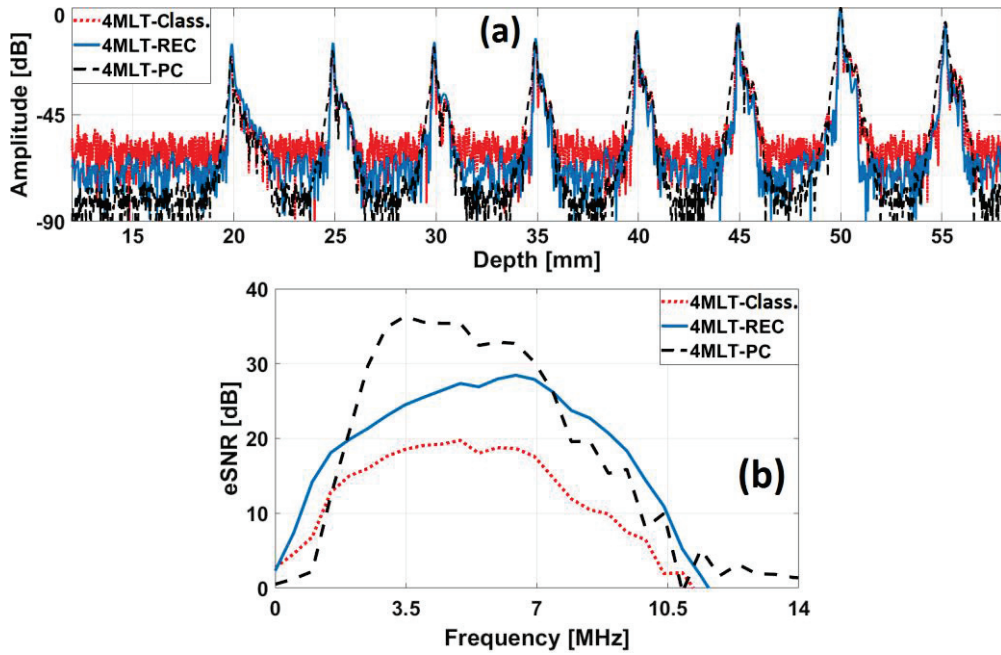 0
-45
-90
Amplitude [dB]
4MLT-Class.
4MLT-REC
4MLT-PC
(a)
15 20 25 30 35 40 45 50 55
Depth [mm]
40
30
20
10
0
eSNR [dB]
4MLT-Class.
4MLT-REC
4MLT-PC
(b)
0 3.5 7 10.5 14
Frequency [MHz]